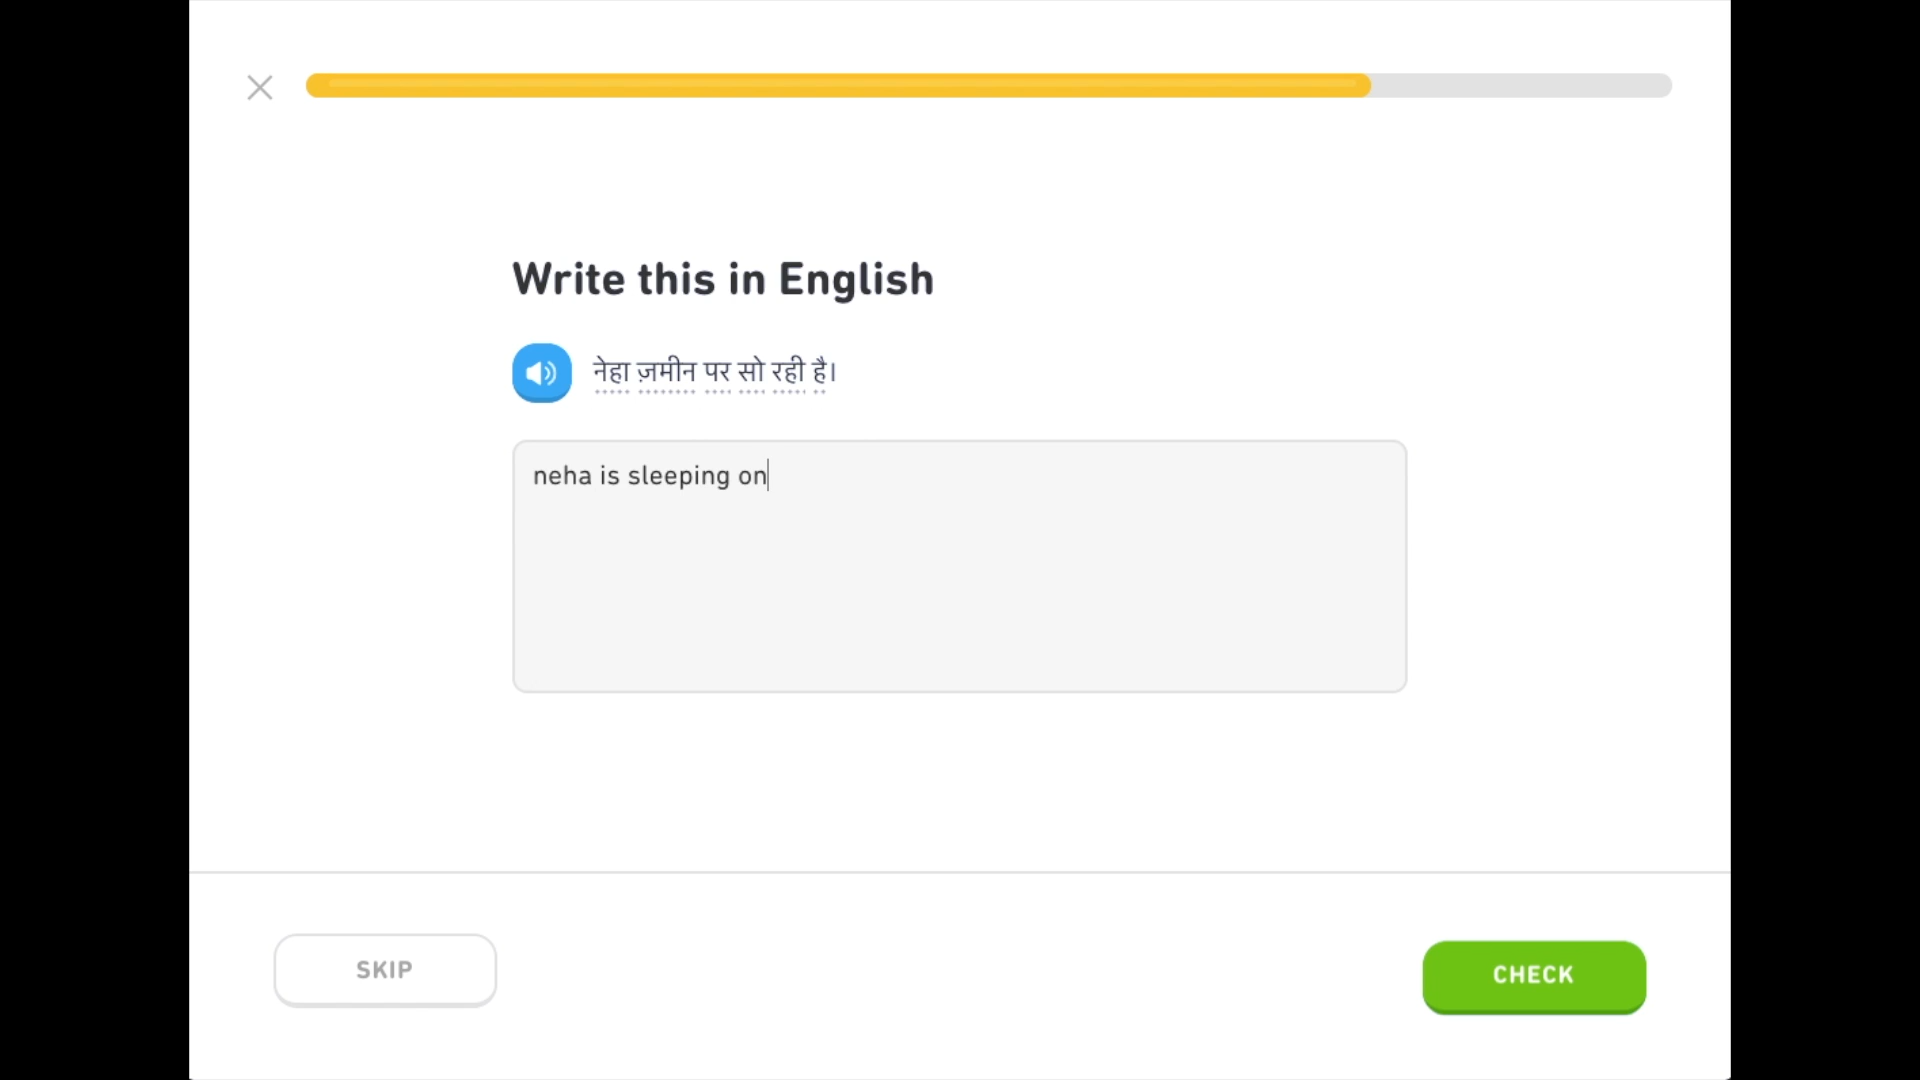 Write this in English
नेहा ज़मीन पर सो रही है।
neha is sleeping on
SKIP
CHECK